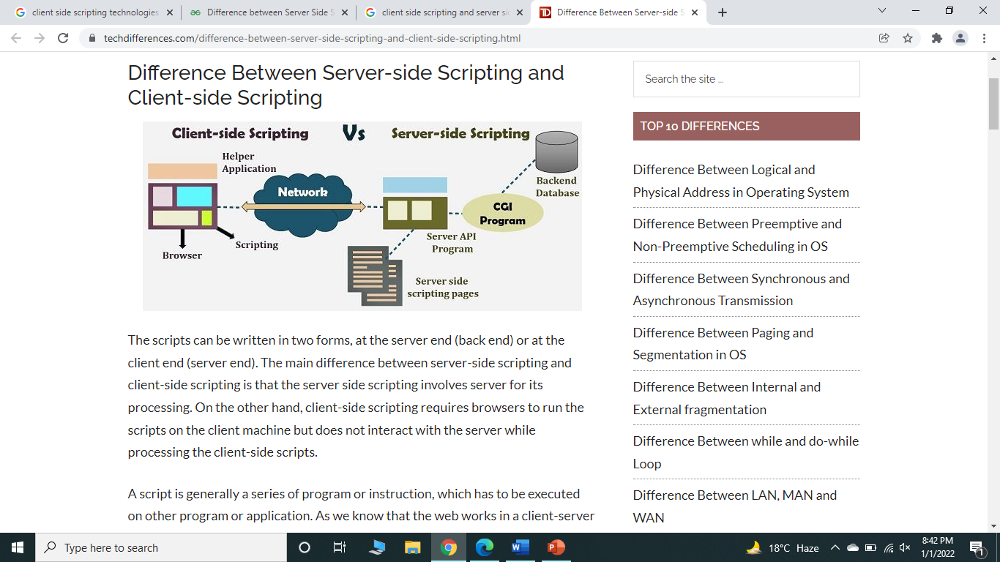 client side scripting technologies
Difference between Server Side S
client side scripting and server si
Difference Between Server-side S
techdifferences.com/difference-between-server-side-scripting-and-client-side-scripting.html
Difference Between Server-side Scripting and
Client-side Scripting
Client-side Scripting Vs Server-side Scripting
Helper
Application
Network
Browser
Scripting
Backend
Database
CGI
Program
Server API
Program
Server side
scripting pages
The scripts can be written in two forms, at the server end (back end) or at the
client end (server end). The main difference between server-side scripting and
client-side scripting is that the server side scripting involves server for its
processing. On the other hand, client-side scripting requires browsers to run the
scripts on the client machine but does not interact with the server while
processing the client-side scripts.
A script is generally a series of program or instruction, which has to be executed
on other program or application. As we know that the web works in a client-server
Search the site ...
TOP 10 DIFFERENCES
Difference Between Logical and
Physical Address in Operating System
Difference Between Preemptive and
Non-Preemptive Scheduling in OS
Difference Between Synchronous and
Asynchronous Transmission
Difference Between Paging and
Segmentation in OS
Difference Between Internal and
External fragmentation
Difference Between while and do-while
Loop
Difference Between LAN, MAN and
WAN
Type here to search
18°C Haze
8:42 PM
1/1/2022
1